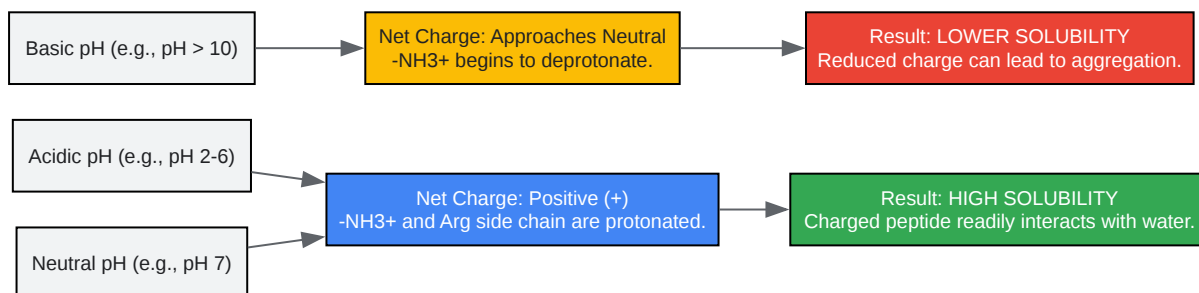 Basic pH (e.g., pH > 10)
Net Charge: Approaches Neutral
-NH3+ begins to deprotonate.
Result: LOWER SOLUBILITY
Reduced charge can lead to aggregation.
Acidic pH (e.g., pH 2-6)
Neutral pH (e.g., pH 7)
Net Charge: Positive (+)
-NH3+ and Arg side chain are protonated.
Result: HIGH SOLUBILITY
Charged peptide readily interacts with water.